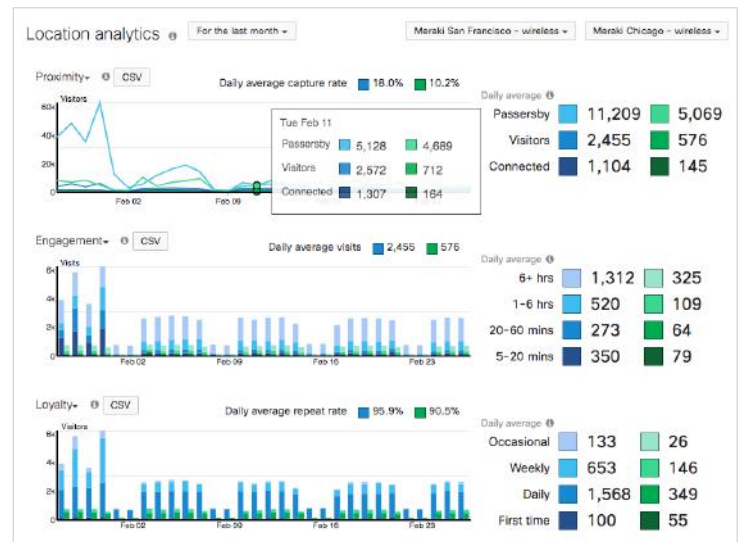 Location analytics For the last month Meraki San Francisco - wireless Meraki Chicago - wireless
Proximity CSV Daily average capture rate 18.0% 10.2%
Visitors
60k
40k
20k
Feb 02 Feb 09
Tue Feb 11
Passersby 5,128 4,689
Visitors 2,572 712
Connected 1,307 164
Daily average
Passersby 11,209 5,069
Visitors 2,455 576
Connected 1,104 145
Engagement CSV Daily average visits 2,455 576
Visits
6k
4k
2k
Feb 02 Feb 09 Feb 16 Feb 23
Daily average
6+ hrs 1,312 325
1-6 hrs 520 109
20-60 mins 273 64
5-20 mins 350 79
Loyalty CSV Daily average repeat rate 95.9% 90.5%
Visitors
6k
4k
2k
Feb 02 Feb 09 Feb 16 Feb 23
Daily average
Occasional 133 26
Weekly 653 146
Daily 1,568 349
First time 100 55